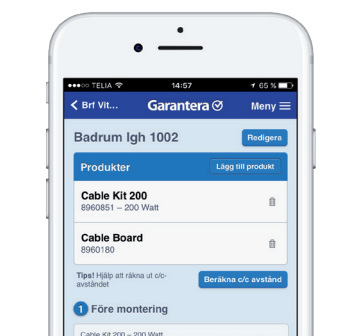 TELIA 14:57 65 %
Brf Vit... Garantera Meny
Badrum lgh 1002 Redigera
Produkter Lägg till produkt
Cable Kit 200
8960851 – 200 Watt
Cable Board
8960180
Tips! Hjälp att räkna ut c/c-
avståndet
Beräkna c/c avstånd
1 Före montering
Cable Kit 200 – 200 Watt